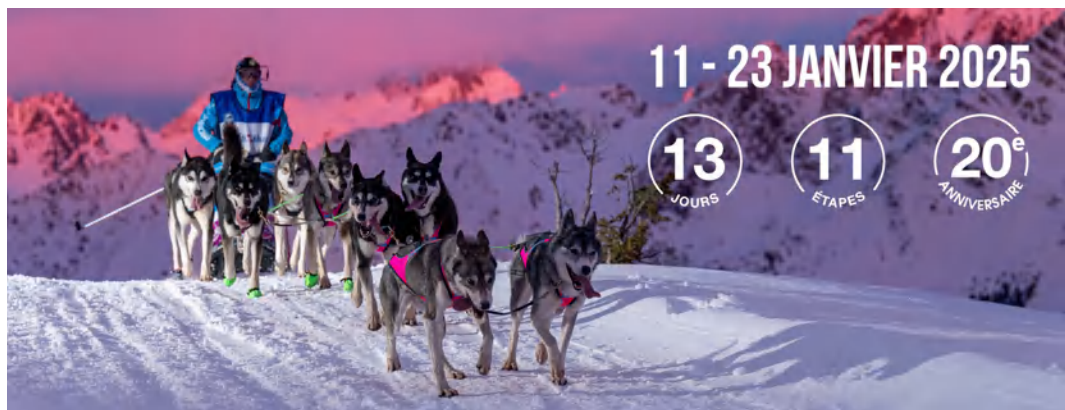 11 - 23 JANVIER 2025
13
JOURS
11
ÉTAPES
20e
ANNIVERSAIRE